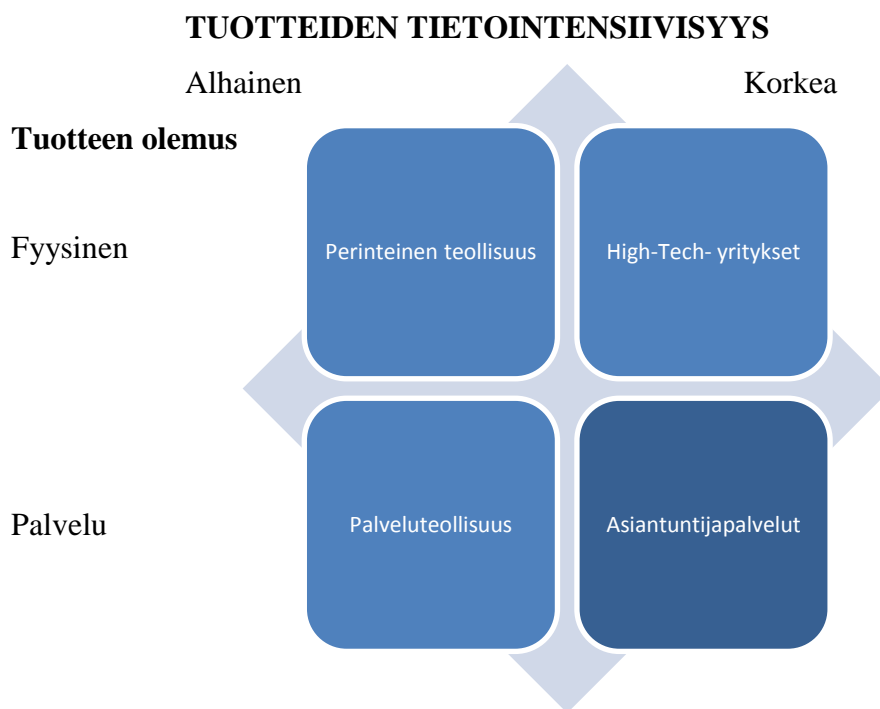 TUOTTEIDEN TIETOINTENSIIVISYYS
Alhainen Korkea
Tuotteen olemus
Fyysinen Perinteinen teollisuus High-Tech- yritykset
Palvelu Palveluteollisuus Asiantuntijapalvelut